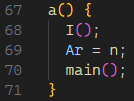 67 a() {
68   I();
69   Ar = n;
70   main();
71 }